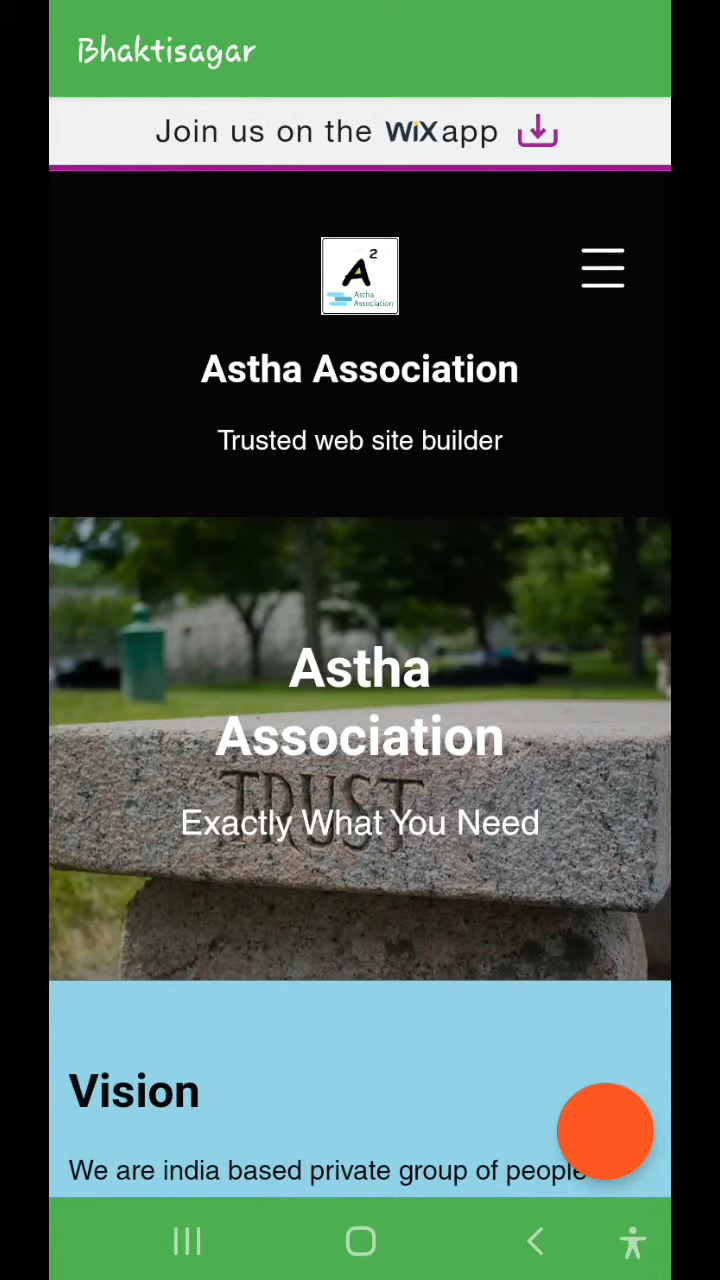 Bhaktisagar
Join us on the WiX app
A²
Astha
Association
Astha Association
Trusted web site builder
Astha
Association
TRUST
Exactly What You Need
Vision
We are india based private group of people